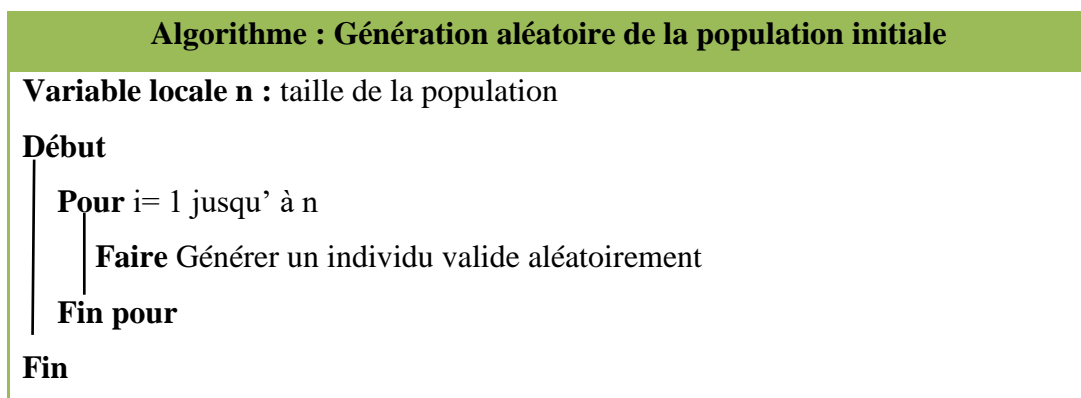 Algorithme : Génération aléatoire de la population initiale
Variable locale n : taille de la population
Début
Pour i= 1 jusqu’ à n
Faire Générer un individu valide aléatoirement
Fin pour
Fin